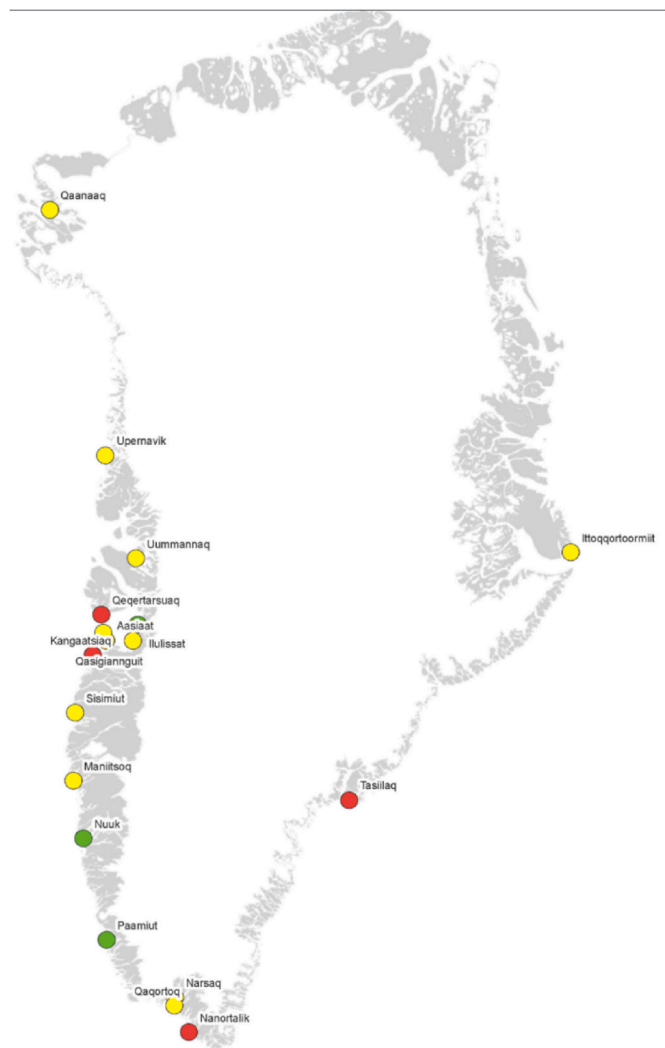 Qaanaaq
Upernavik
Uummannaq
Ittoqqortoormiit
Qeqertarsuaq
Aasiaat
Kangaatsiaq
Ilulissat
Qasigiannguit
Sisimiut
Maniitsoq
Tasiilaq
Nuuk
Paamiut
Narsaq
Qaqortoq
Nanortalik